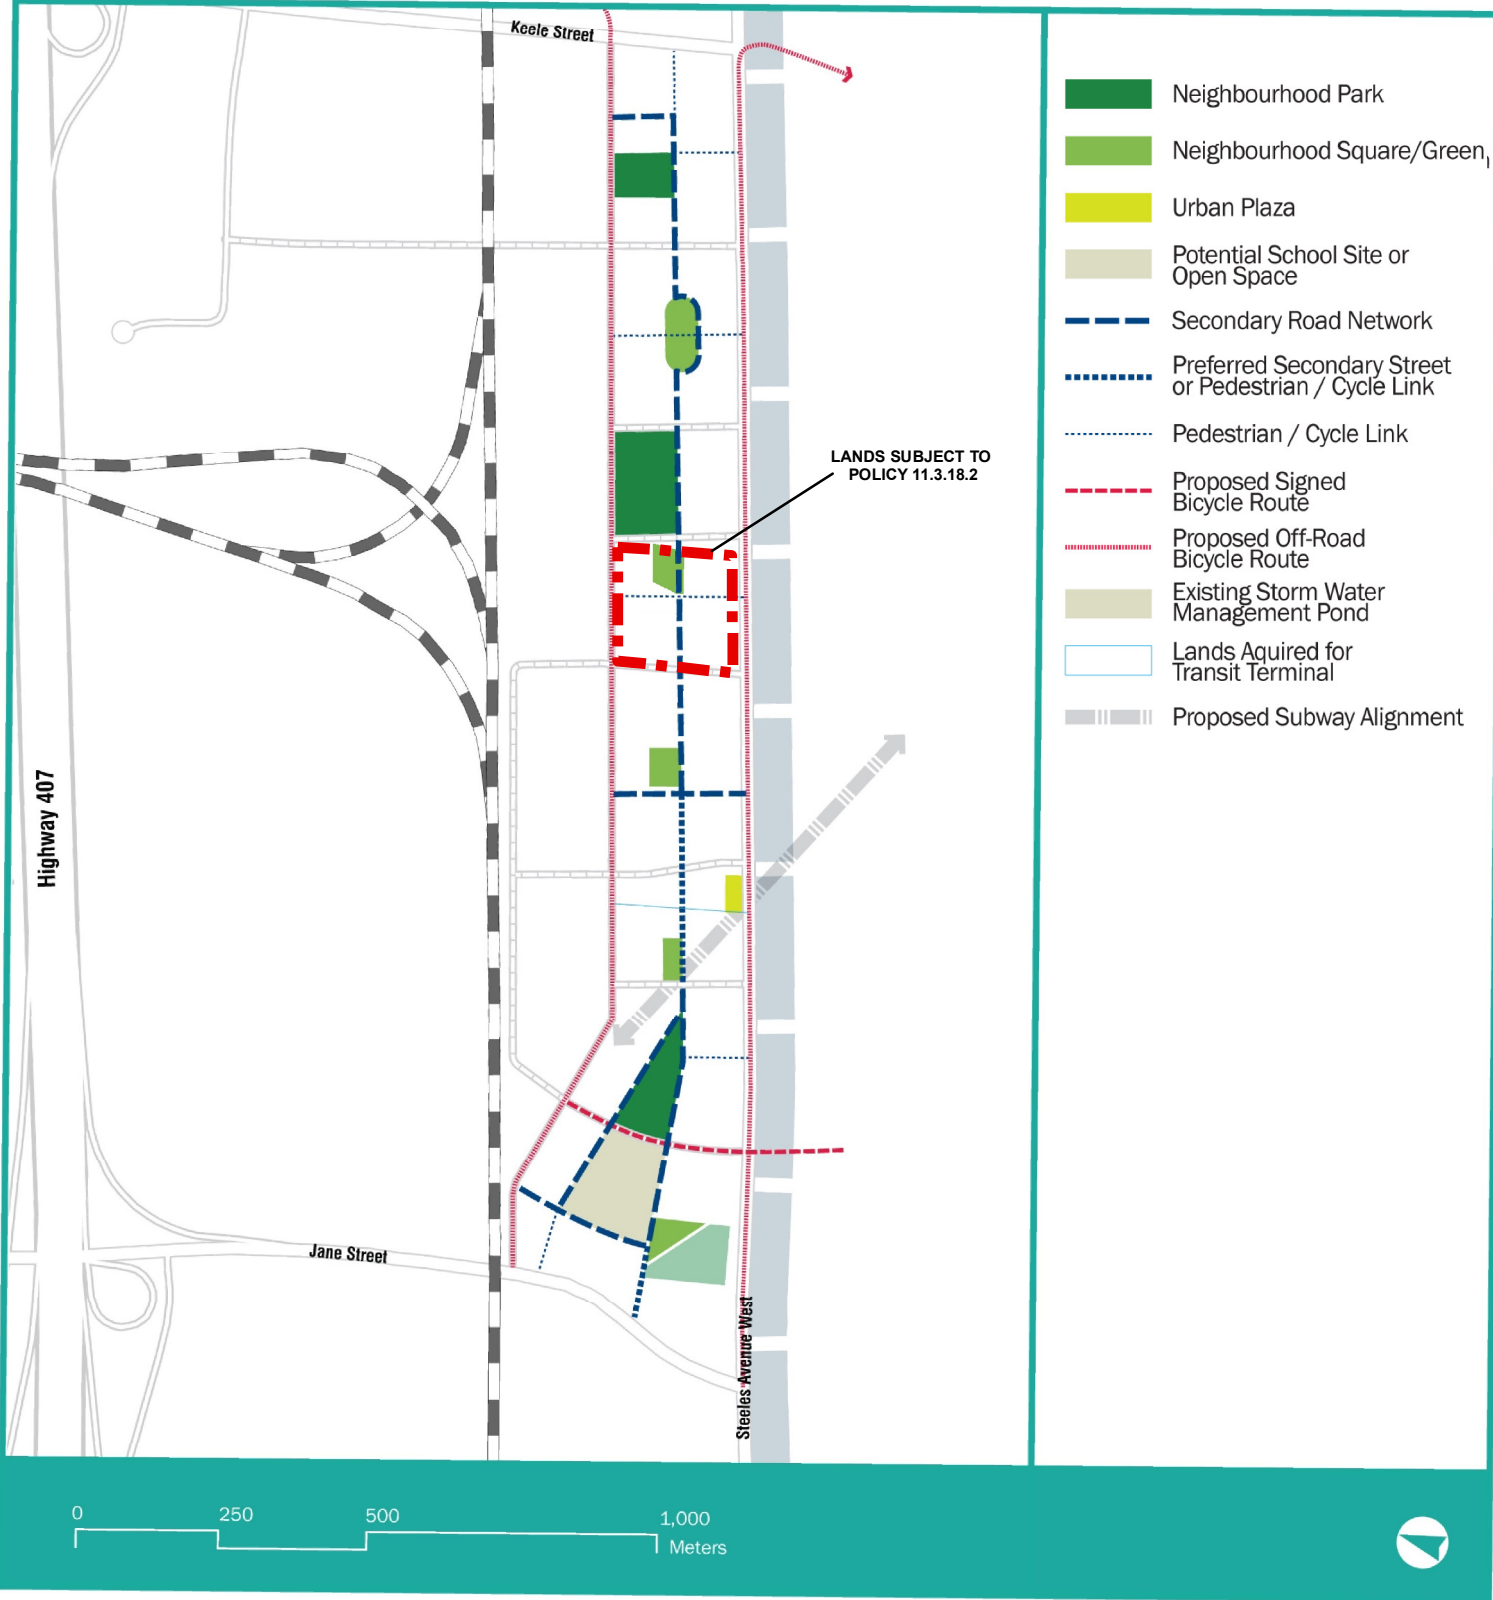 Keele Street
LANDS SUBJECT TO
POLICY 11.3.18.2
Highway 407
Jane Street
Steeles Avenue West
Neighbourhood Park
Neighbourhood Square/Green,
Urban Plaza
Potential School Site or
Open Space
Secondary Road Network
Preferred Secondary Street
or Pedestrian / Cycle Link
Pedestrian / Cycle Link
Proposed Signed
Bicycle Route
Proposed Off-Road
Bicycle Route
Existing Storm Water
Management Pond
Lands Aquired for
Transit Terminal
Proposed Subway Alignment
0 250 500 1,000
Meters